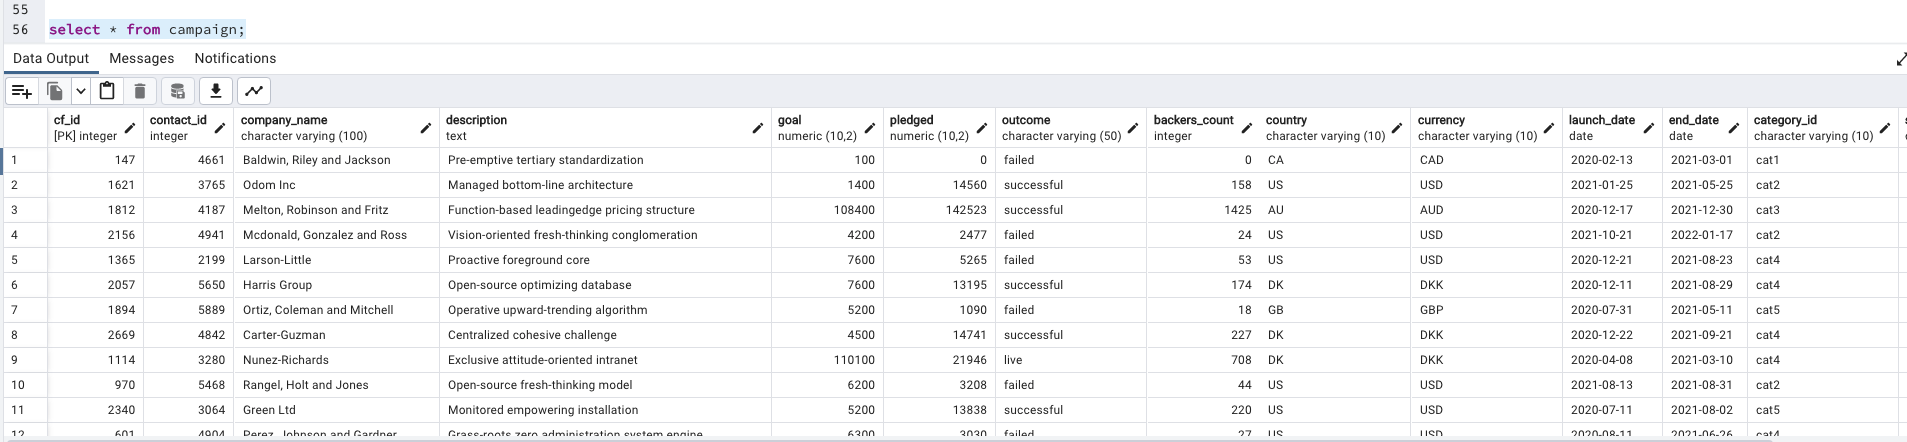 55
56 select * from campaign;
Data Output Messages Notifications
cf_id contact_id company_name description goal pledged outcome backers_count country currency launch_date end_date category_id
[PK] integer integer character varying (100) text numeric (10,2) numeric (10,2) character varying (50) integer character varying (10) character varying (10) date date character varying (10)
1 147 4661 Baldwin, Riley and Jackson Pre-emptive tertiary standardization 100 0 failed 0 CA CAD 2020-02-13 2021-03-01 cat1
2 1621 3765 Odom Inc Managed bottom-line architecture 1400 14560 successful 158 US USD 2021-01-25 2021-05-25 cat2
3 1812 4187 Melton, Robinson and Fritz Function-based leadingedge pricing structure 108400 142523 successful 1425 AU AUD 2020-12-17 2021-12-30 cat3
4 2156 4941 Mcdonald, Gonzalez and Ross Vision-oriented fresh-thinking conglomeration 4200 2477 failed 24 US USD 2021-10-21 2022-01-17 cat2
5 1365 2199 Larson-Little Proactive foreground core 7600 5265 failed 53 US USD 2020-12-21 2021-08-23 cat4
6 2057 5650 Harris Group Open-source optimizing database 7600 13195 successful 174 DK DKK 2020-12-11 2021-08-29 cat4
7 1894 5889 Ortiz, Coleman and Mitchell Operative upward-trending algorithm 5200 1090 failed 18 GB GBP 2020-07-31 2021-05-11 cat5
8 2669 4842 Carter-Guzman Centralized cohesive challenge 4500 14741 successful 227 DK DKK 2020-12-22 2021-09-21 cat4
9 1114 3280 Nunez-Richards Exclusive attitude-oriented intranet 110100 21946 live 708 DK DKK 2020-04-08 2021-03-10 cat4
10 970 5468 Rangel, Holt and Jones Open-source fresh-thinking model 6200 3208 failed 44 US USD 2021-08-13 2021-08-31 cat2
11 2340 3064 Green Ltd Monitored empowering installation 5200 13838 successful 220 US USD 2020-07-11 2021-08-02 cat5
12 601 4904 Perez, Johnson and Gardner Grass-roots zero administration system engine 6300 3030 failed 27 US USD 2020-08-11 2021-06-26 cat4